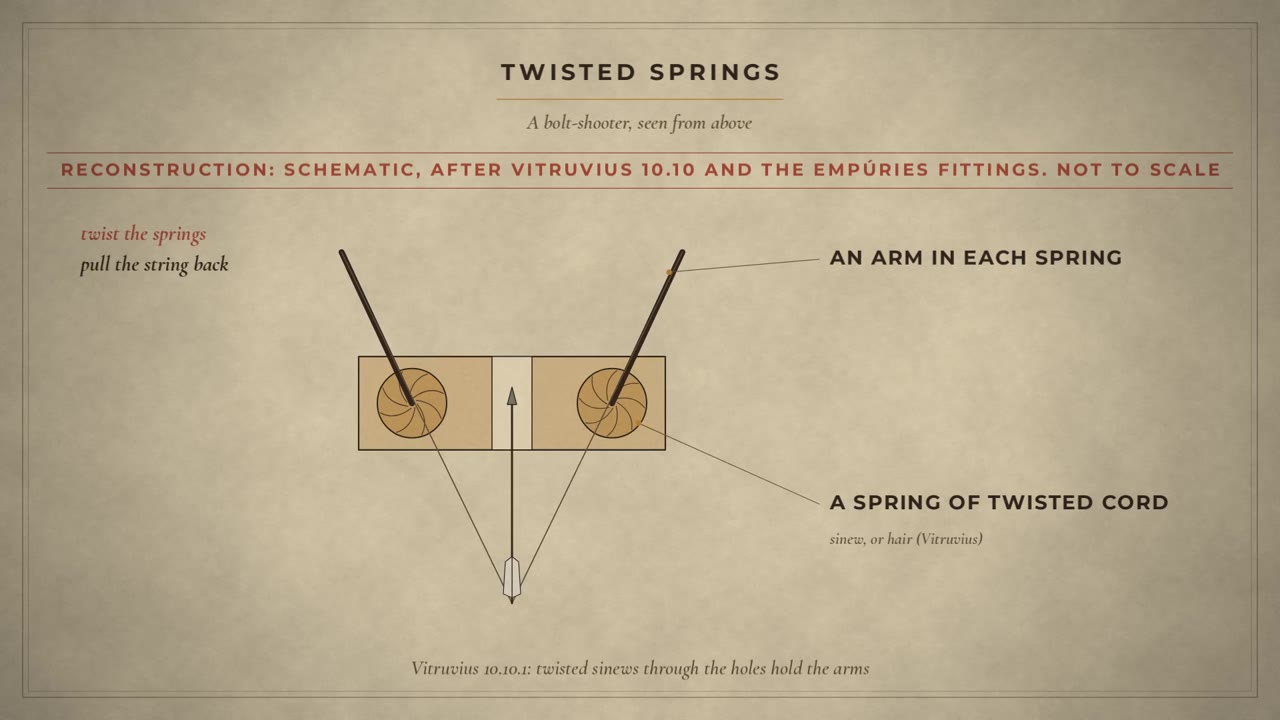 TWISTED SPRINGS
A bolt-shooter, seen from above
RECONSTRUCTION: SCHEMATIC, AFTER VITRUVIUS 10.10 AND THE EMPÚRIES FITTINGS. NOT TO SCALE
twist the springs
pull the string back
AN ARM IN EACH SPRING
A SPRING OF TWISTED CORD
sinew, or hair (Vitruvius)
Vitruvius 10.10.1: twisted sinews through the holes hold the arms